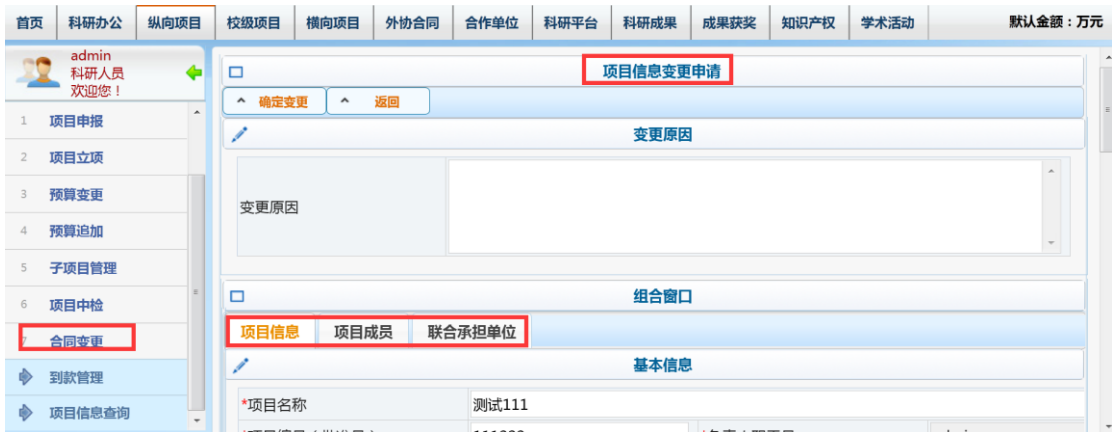 首页 科研办公 纵向项目 校级项目 横向项目 外协合同 合作单位 科研平台 科研成果 成果获奖 知识产权 学术活动 默认金额：万元
admin
科研人员
欢迎您！
1 项目申报
2 项目立项
3 预算变更
4 预算追加
5 子项目管理
6 项目中检
7 合同变更
到款管理
项目信息查询
项目信息变更申请
确定变更 返回
变更原因
变更原因
组合窗口
项目信息 项目成员 联合承担单位
基本信息
*项目名称 测试111